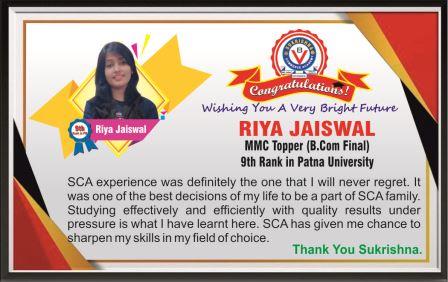 SUKRISHNA
Congratulations!
Wishing You A Very Bright Future
9th
Riya Jaiswal
RIYA JAISWAL
MMC Topper (B.Com Final)
9th Rank in Patna University
SCA experience was definitely the one that I will never regret. It
was one of the best decisions of my life to be a part of SCA family.
Studying effectively and efficiently with quality results under
pressure is what I have learnt here. SCA has given me chance to
sharpen my skills in my field of choice.
Thank You Sukrishna.